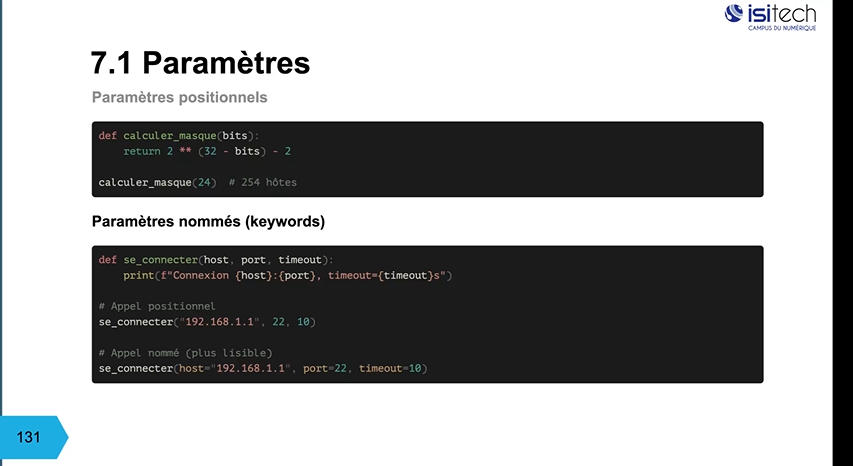 isitech
CAMPUS DU NUMÉRIQUE
7.1 Paramètres
Paramètres positionnels
def calculer_masque(bits):
    return 2 ** (32 - bits) - 2
calculer_masque(24)  # 254 hôtes
Paramètres nommés (keywords)
def se_connecter(host, port, timeout):
    print(f"Connexion {host}:{port}, timeout={timeout}s")
# Appel positionnel
se_connecter("192.168.1.1", 22, 10)
# Appel nommé (plus lisible)
se_connecter(host="192.168.1.1", port=22, timeout=10)
131